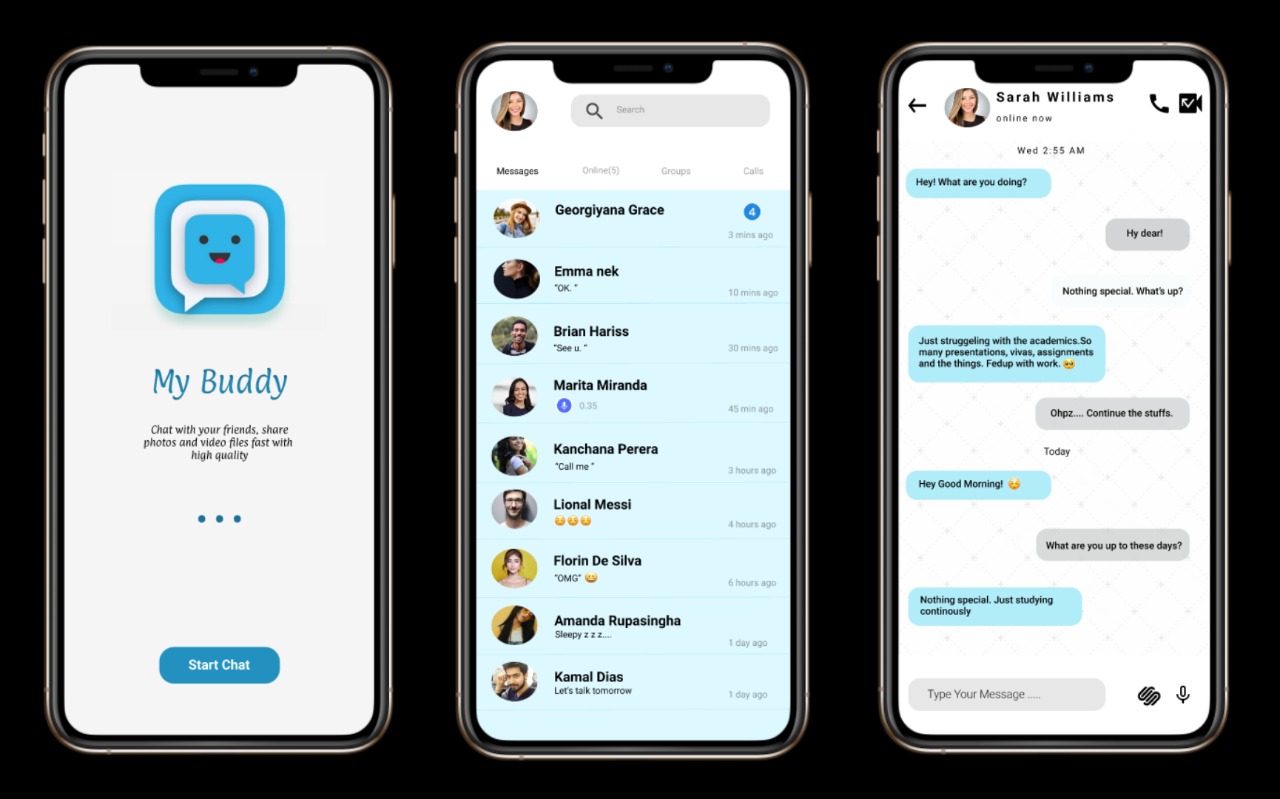 My Buddy
Chat with your friends, share
photos and video files fast with
high quality
Start Chat
Search
Messages
Online(5)
Groups
Calls
Georgiyana Grace
4
3 mins ago
Emma nek
"OK. "
10 mins ago
Brian Hariss
"See u. "
30 mins ago
Marita Miranda
0.35
45 min ago
Kanchana Perera
"Call me "
3 hours ago
Lional Messi
😊😊😊
4 hours ago
Florin De Silva
"OMG" 😄
6 hours ago
Amanda Rupasingha
Sleepy z z z....
1 day ago
Kamal Dias
Let's talk tomorrow
1 day ago
Sarah Williams
online now
Wed 2:55 AM
Hey! What are you doing?
Hy dear!
Nothing special. What's up?
Just struggling with the academics.So
many presentations, vivas, assignments
and the things. Fedup with work. 🥺
Ohpz.... Continue the stuffs.
Today
Hey Good Morning! ☺️
What are you up to these days?
Nothing special. Just studying
continously
Type Your Message .....